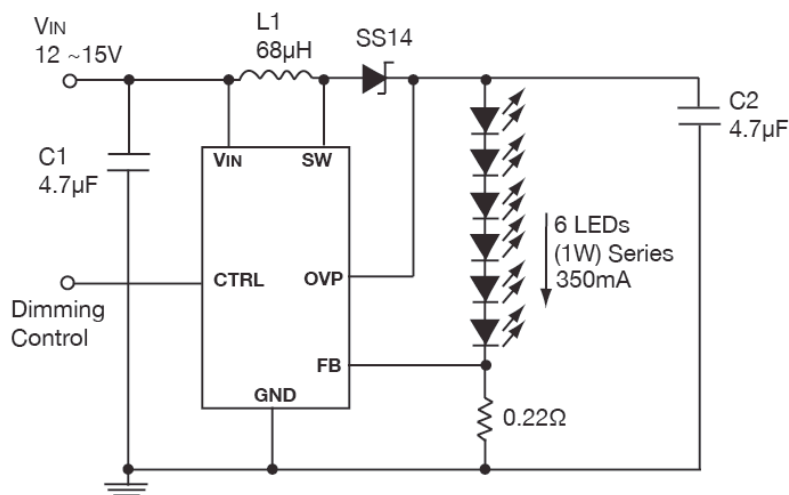 VIN
12 ~15V
L1
68µH
SS14
C1
4.7µF
VIN
SW
C2
4.7µF
CTRL
OVP
6 LEDs
(1W) Series
350mA
Dimming
Control
FB
GND
0.22Ω